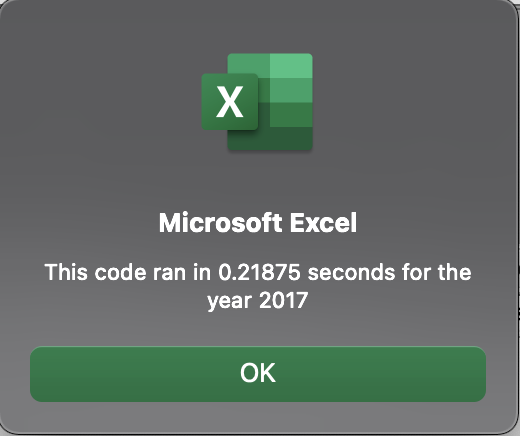 X
Microsoft Excel
This code ran in 0.21875 seconds for the
year 2017
OK